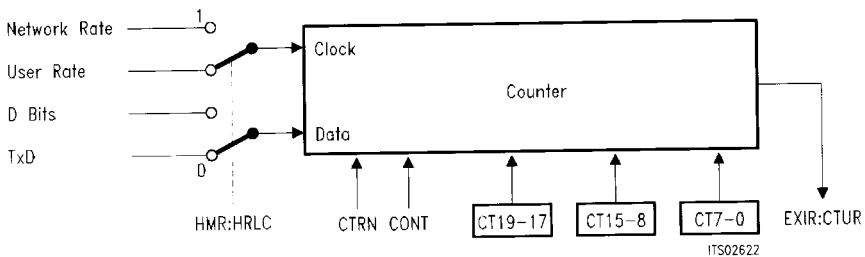 1
Network Rate
User Rate
Clock
Counter
D Bits
Data
TxD
0
HMR:HRLC
CTRN CONT
CT19-17
CT15-8
CT7-0
EXIR:CTUR
ITS02622